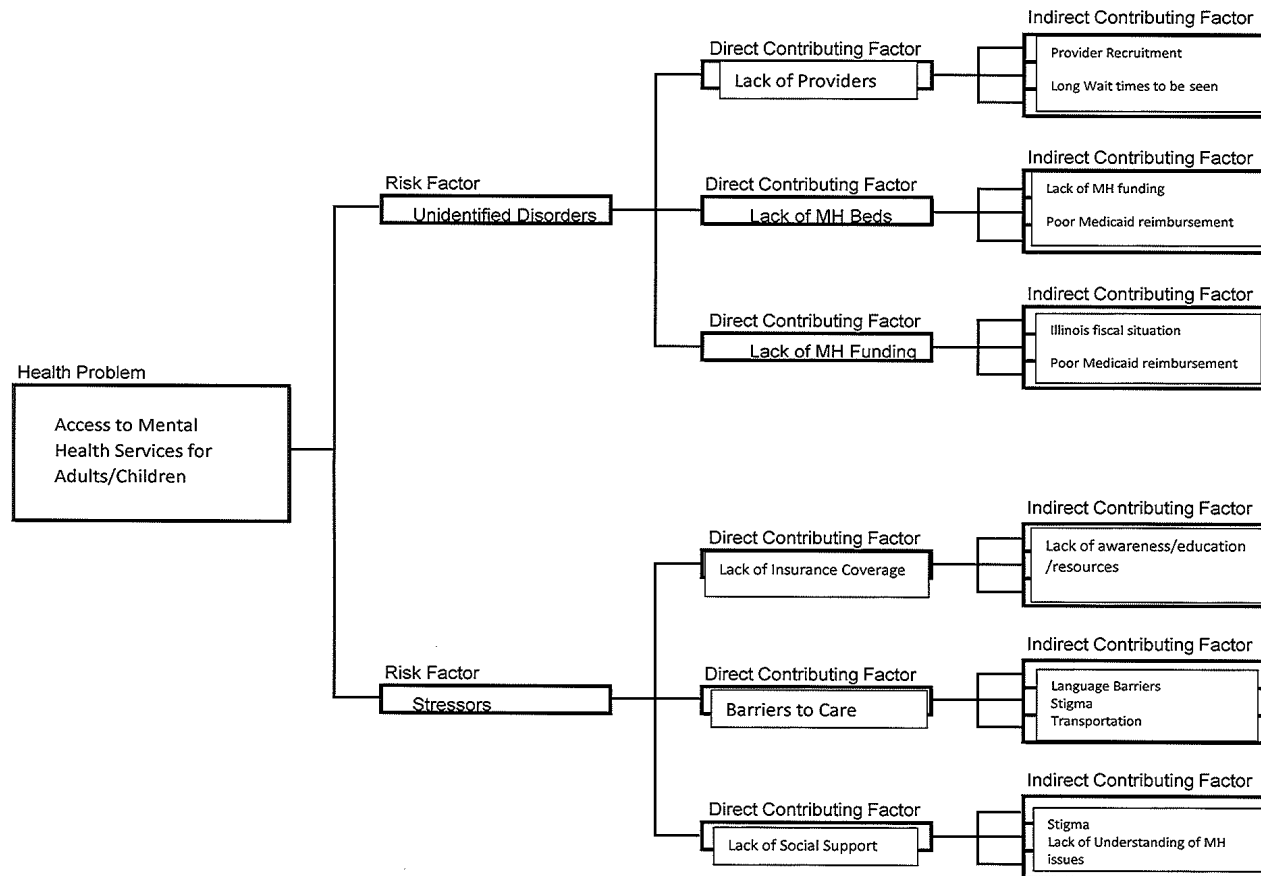 Indirect Contributing Factor
Direct Contributing Factor
Provider Recruitment
Lack of Providers
Long Wait times to be seen
Indirect Contributing Factor
Risk Factor
Direct Contributing Factor
Lack of MH funding
Unidentified Disorders
Lack of MH Beds
Poor Medicaid reimbursement
Indirect Contributing Factor
Direct Contributing Factor
Illinois fiscal situation
Lack of MH Funding
Poor Medicaid reimbursement
Health Problem
Access to Mental
Health Services for
Adults/Children
Indirect Contributing Factor
Direct Contributing Factor
Lack of awareness/education
/resources
Lack of Insurance Coverage
Indirect Contributing Factor
Risk Factor
Direct Contributing Factor
Stressors
Barriers to Care
Language Barriers
Stigma
Transportation
Indirect Contributing Factor
Direct Contributing Factor
Lack of Social Support
Stigma
Lack of Understanding of MH
issues